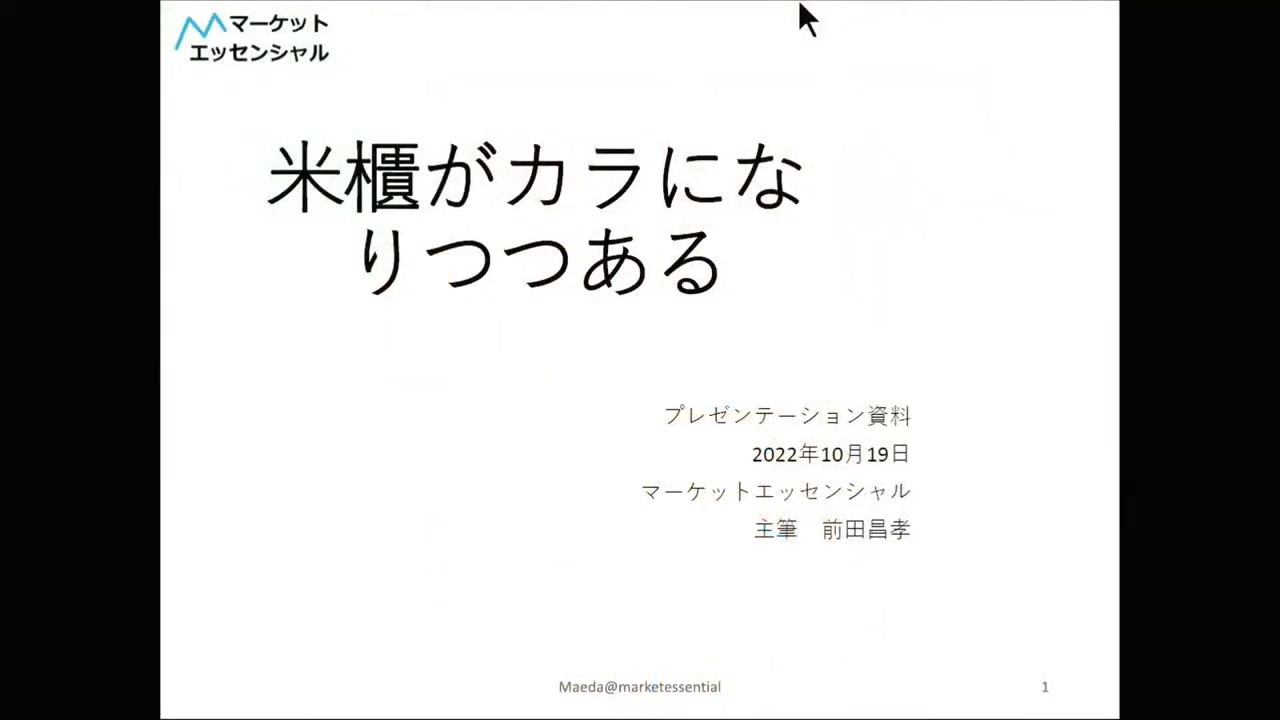 マーケット
エッセンシャル
米櫃がカラにな
りつつある
プレゼンテーション資料
2022年10月19日
マーケットエッセンシャル
主筆　前田昌孝
Maeda@marketessential
1